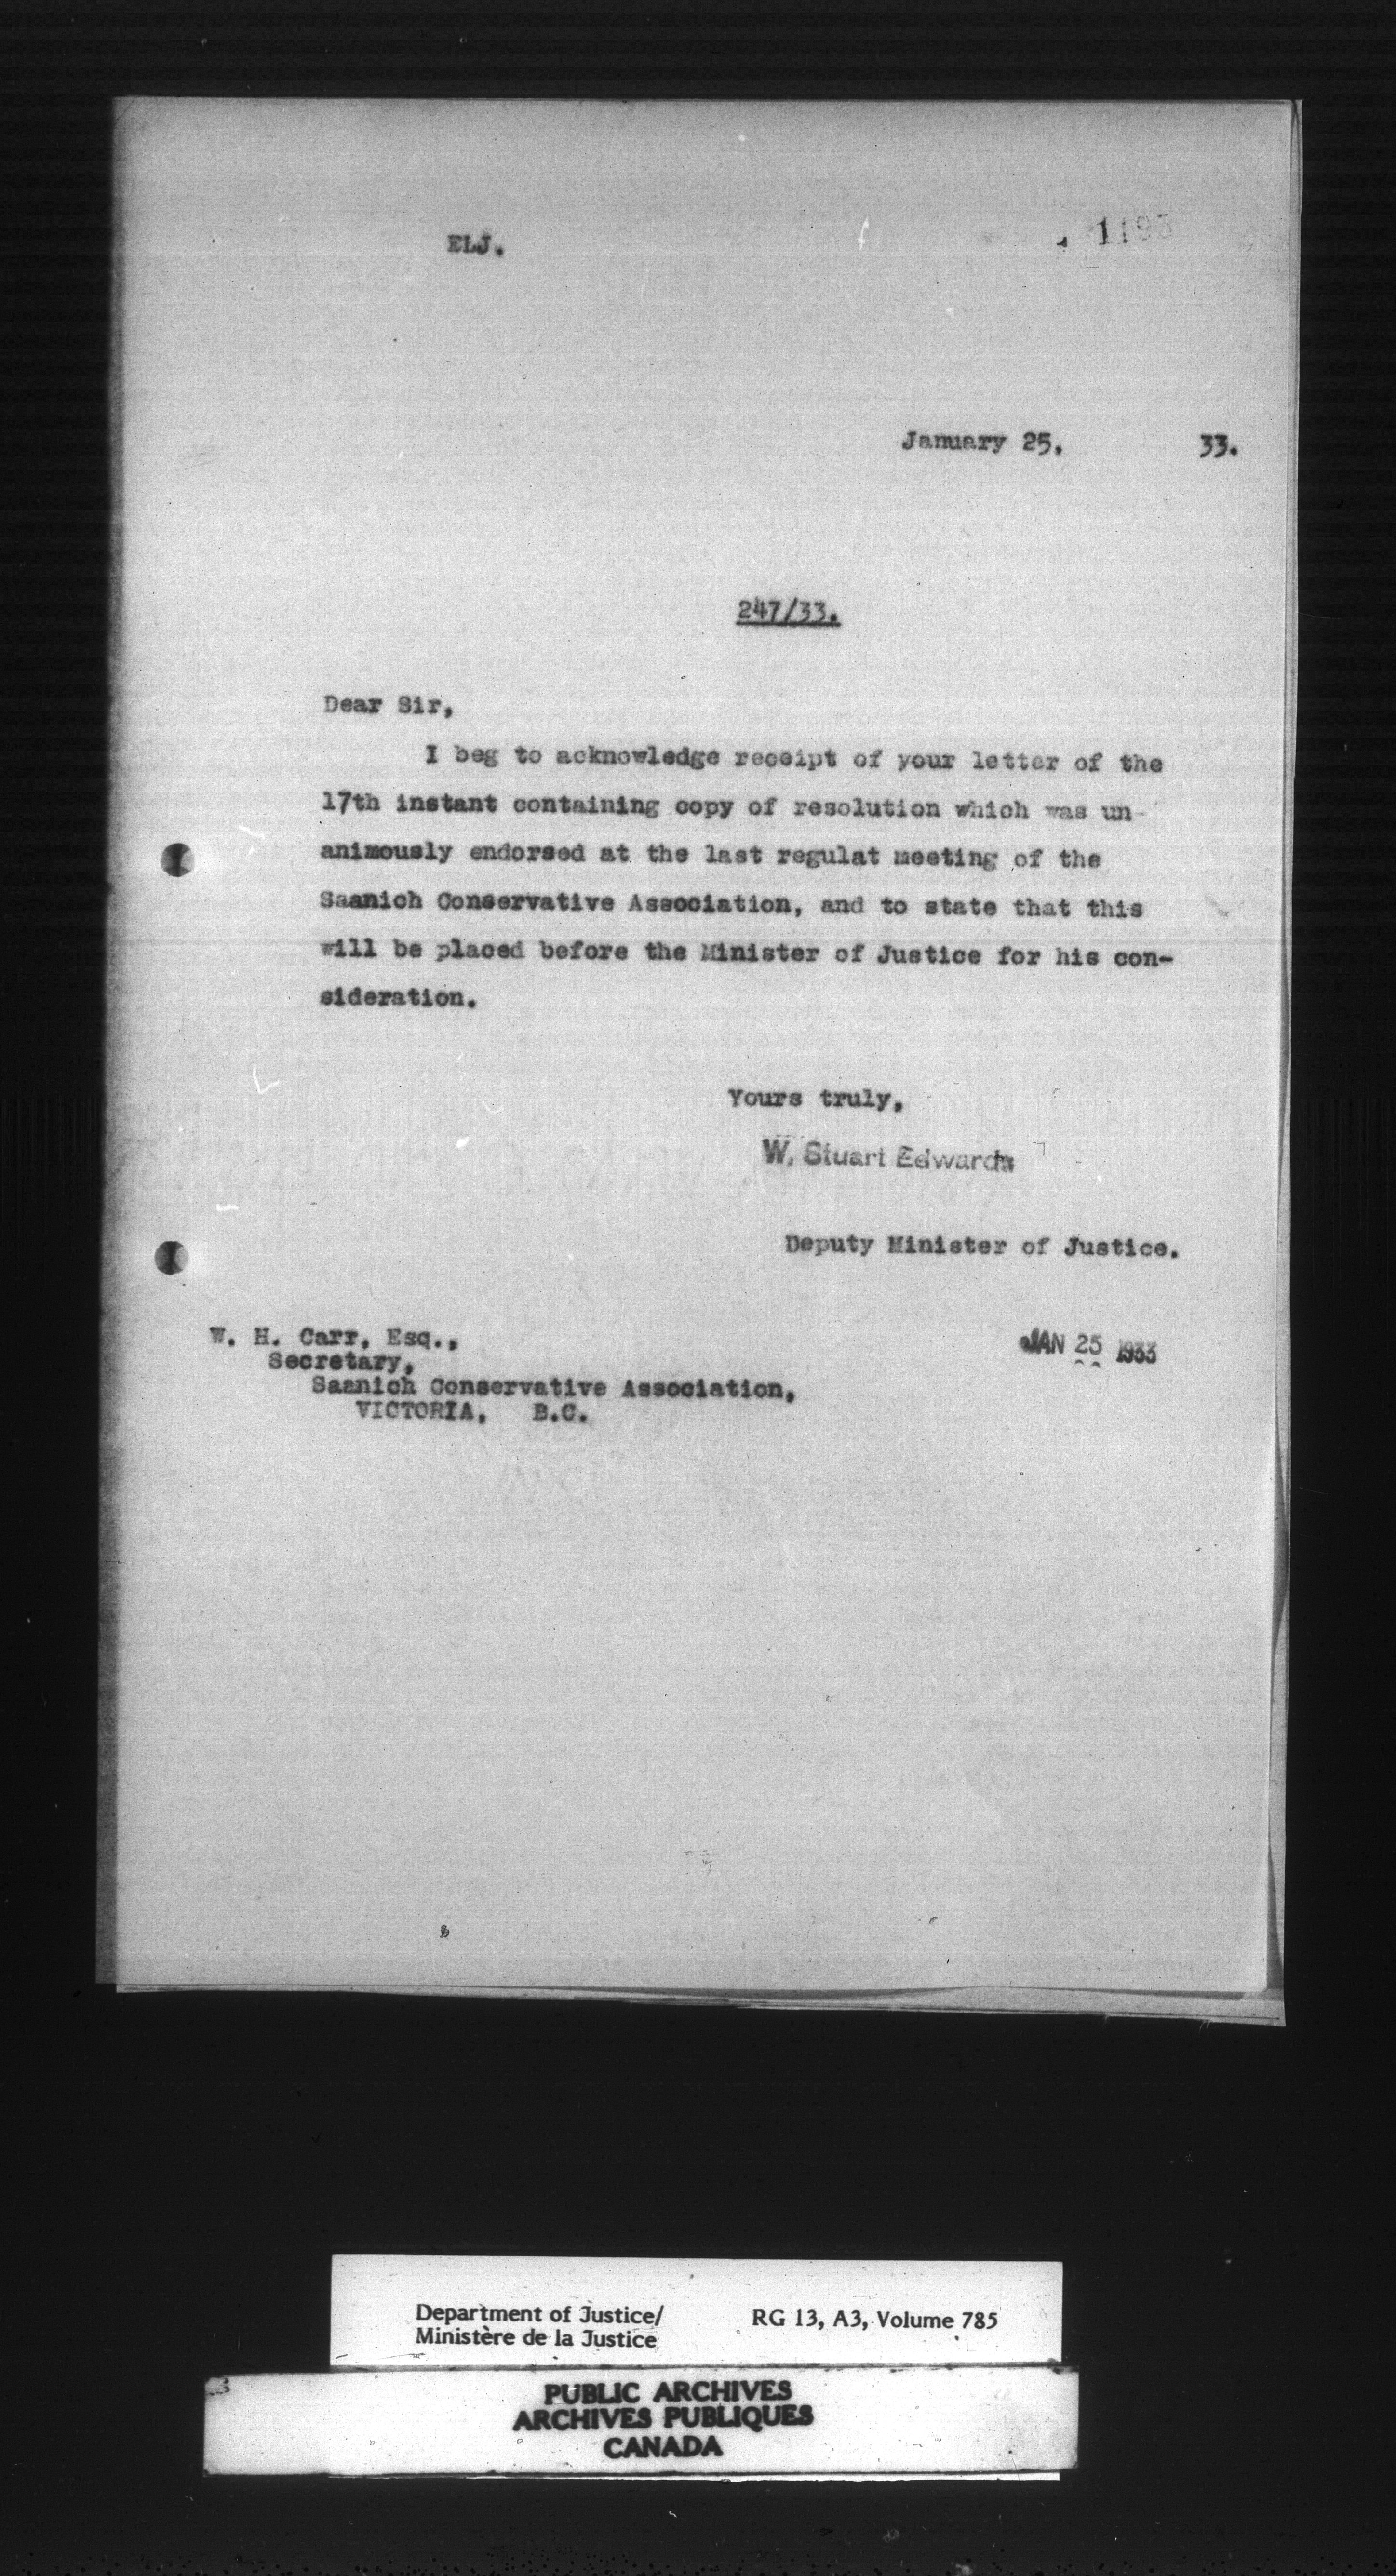 ELJ.
1193
January 25, 33.
247/33.
Dear Sir,
I beg to acknowledge receipt of your letter of the
17th instant containing copy of resolution which was un-
animously endorsed at the last regulat meeting of the
Saanich Conservative Association, and to state that this
will be placed before the Minister of Justice for his con-
sideration.
Yours truly,
W. Stuart Edwards
Deputy Minister of Justice.
W. H. Carr, Esq.,
Secretary,
Saanich Conservative Association,
VICTORIA, B.C.
JAN 25 1933
Department of Justice/
Ministère de la Justice
RG 13, A3, Volume 785
PUBLIC ARCHIVES
ARCHIVES PUBLIQUES
CANADA